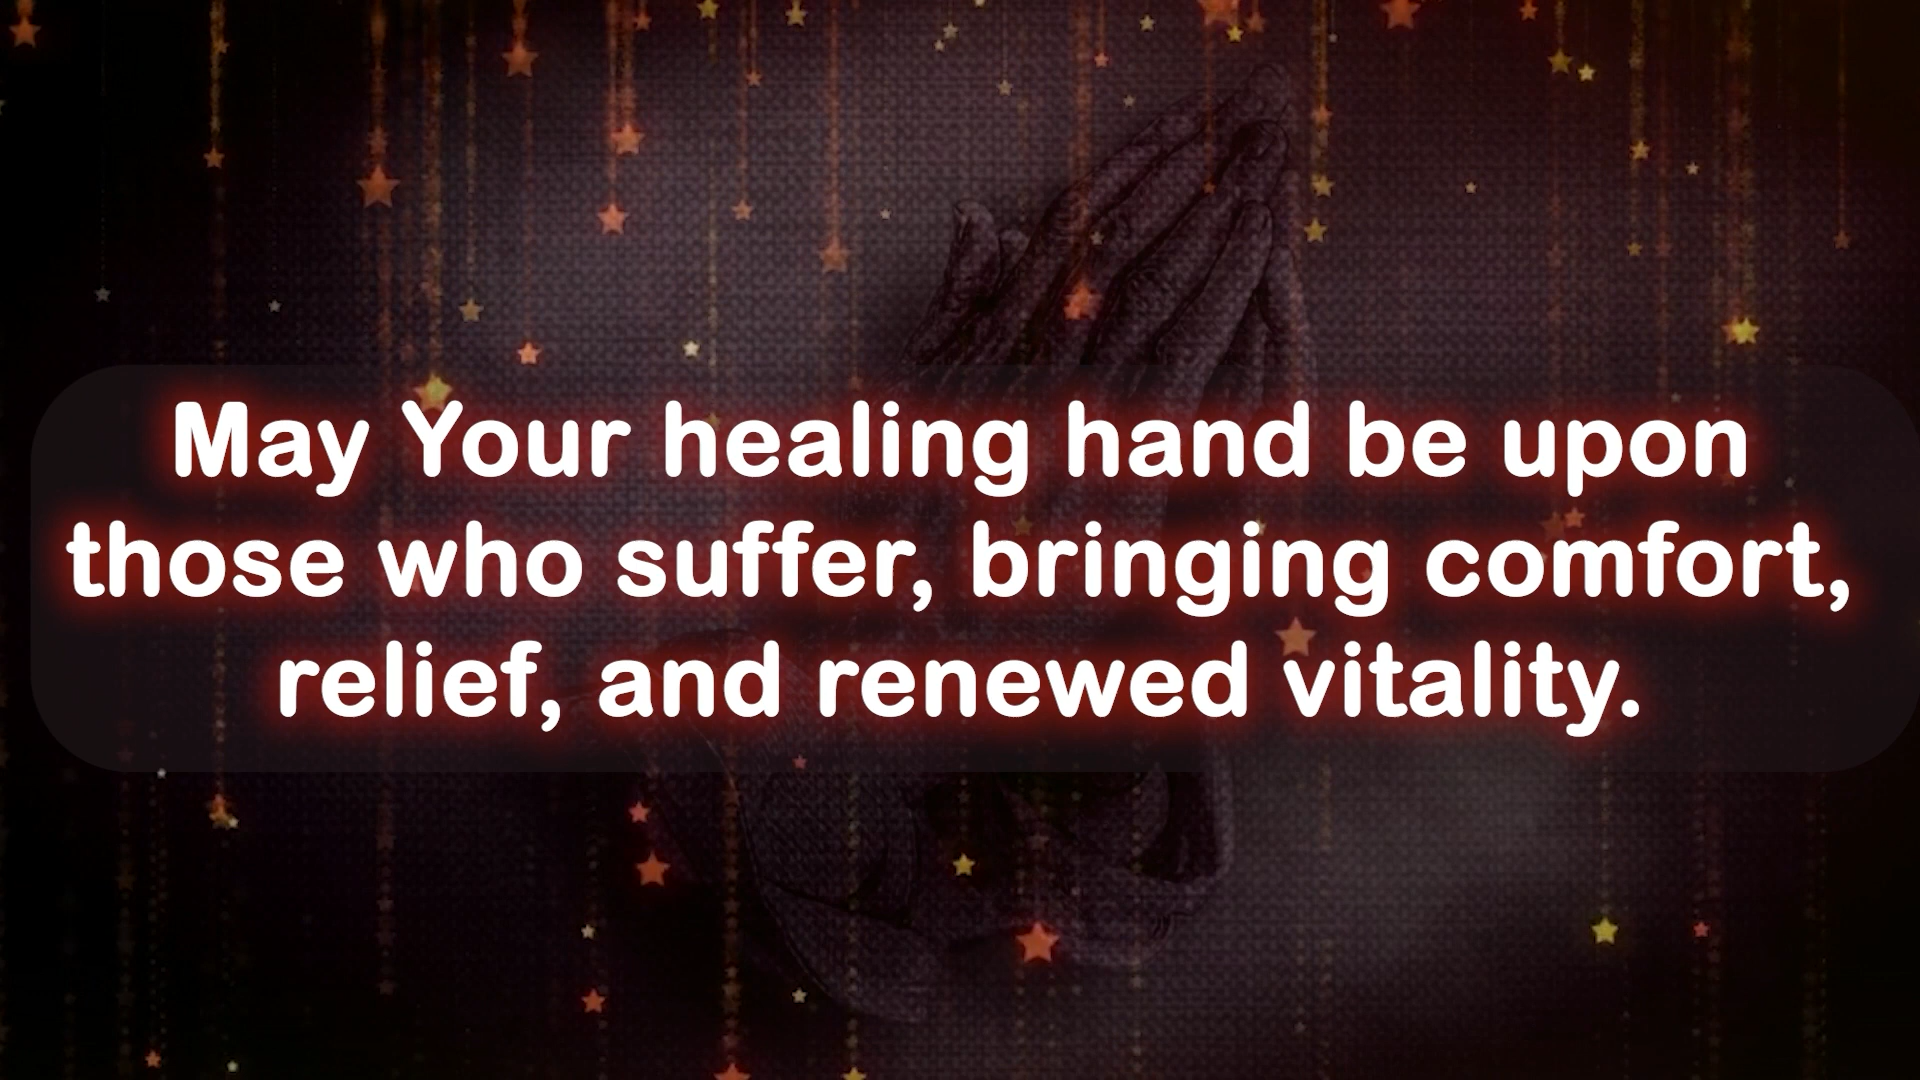 May Your healing hand be upon
those who suffer, bringing comfort,
relief, and renewed vitality.